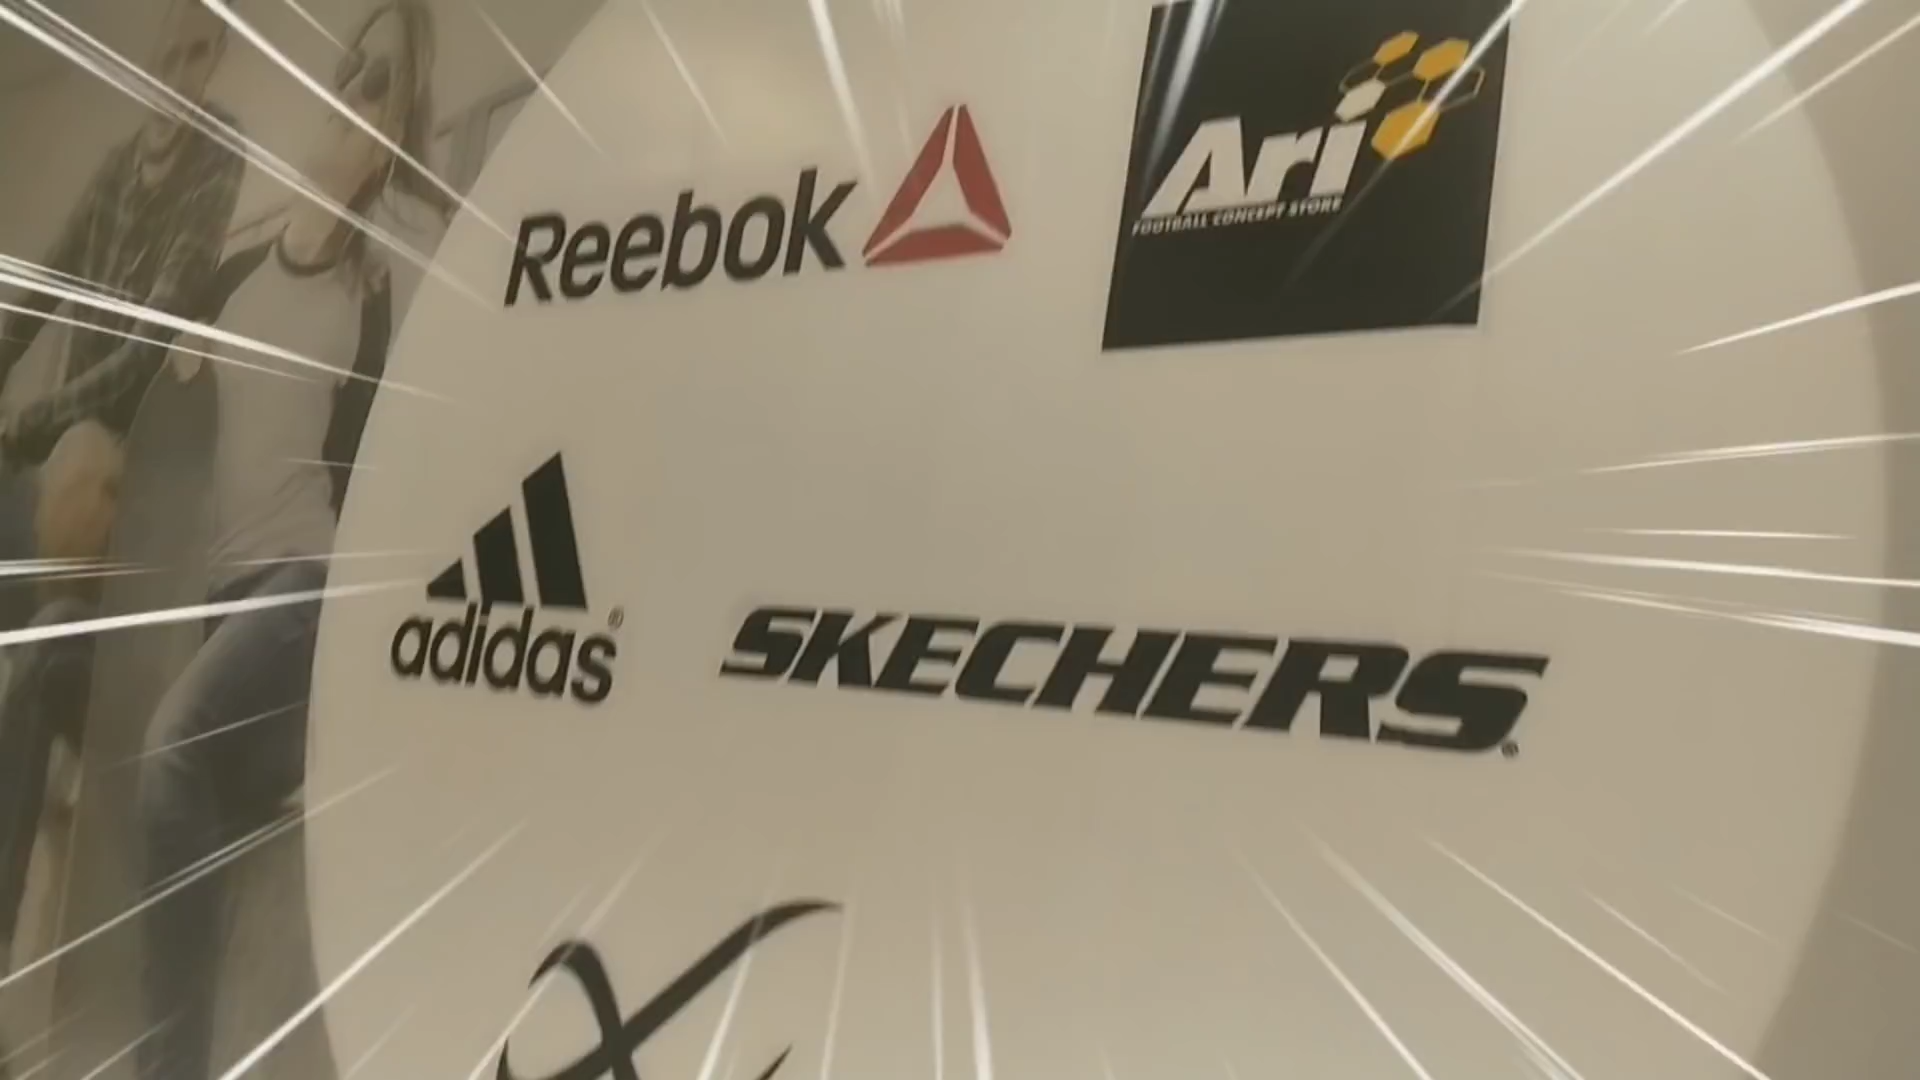 Reebok
Ari
FOOTBALL CONCEPT STORE
adidas®
SKECHERS®